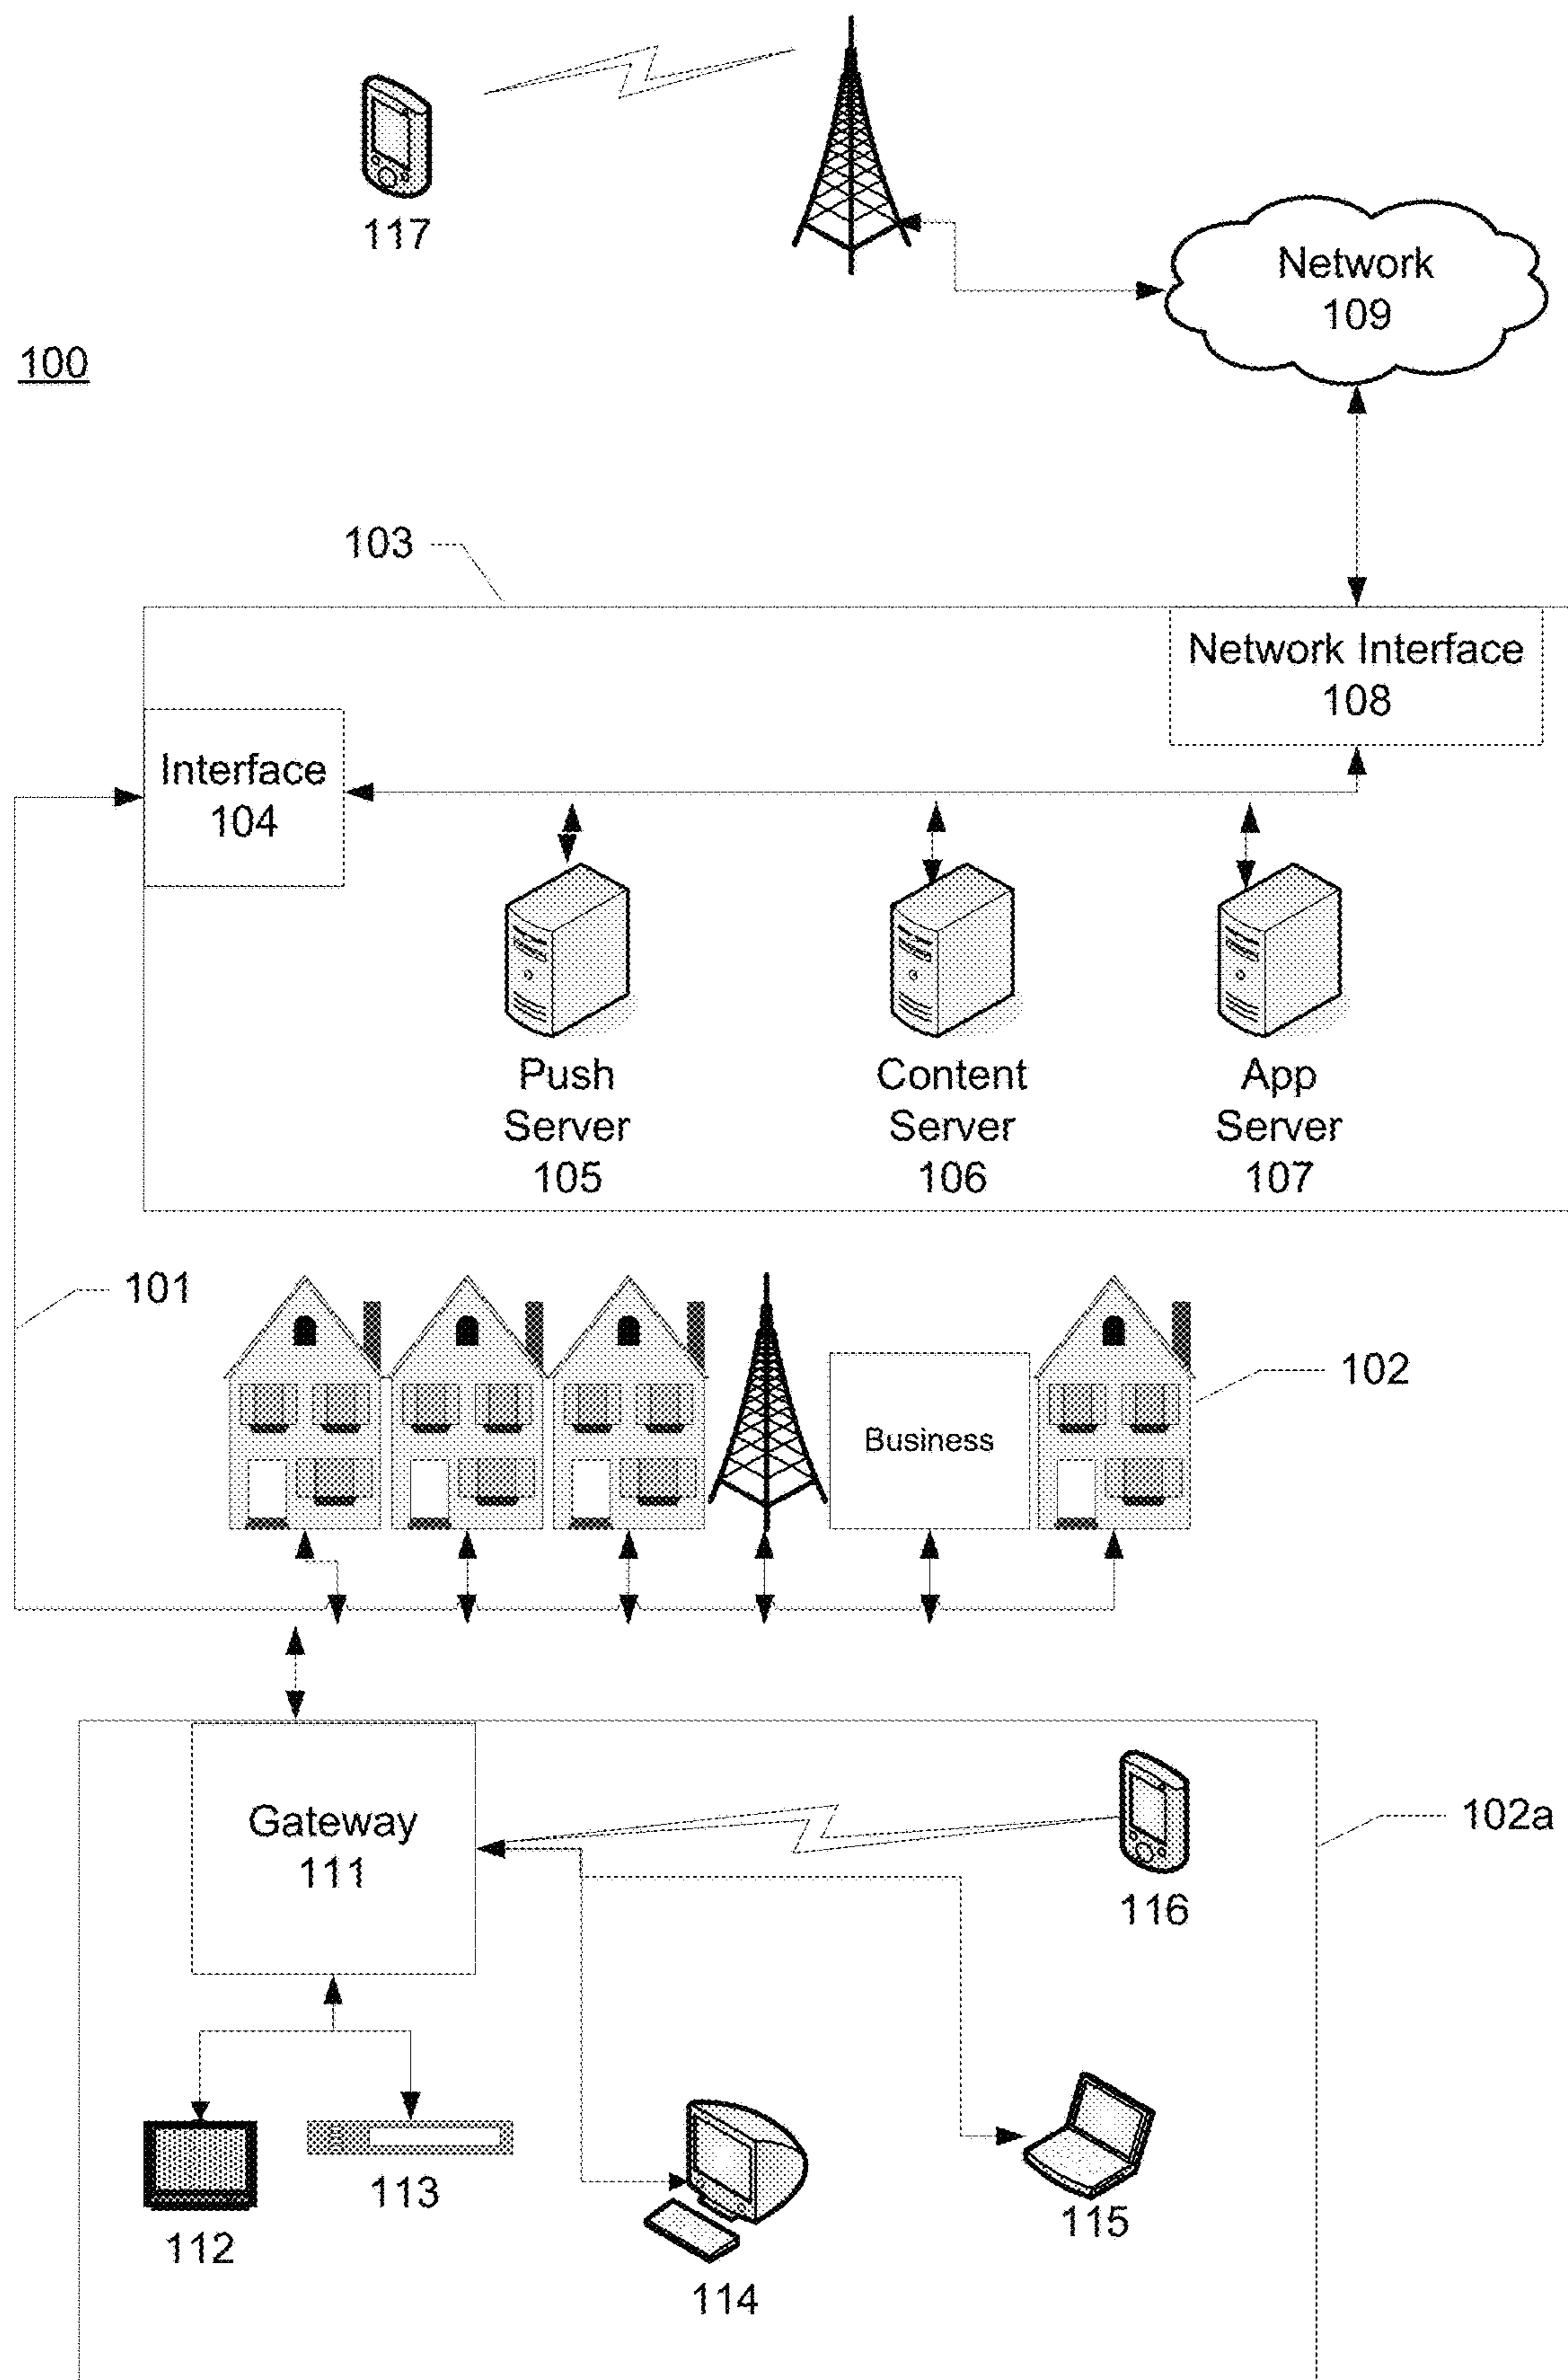 117
Network
109
100
103
Network Interface
108
Interface
104
Push
Server
105
Content
Server
106
App
Server
107
101
102
Business
Gateway
111
102a
116
112
113
114
115